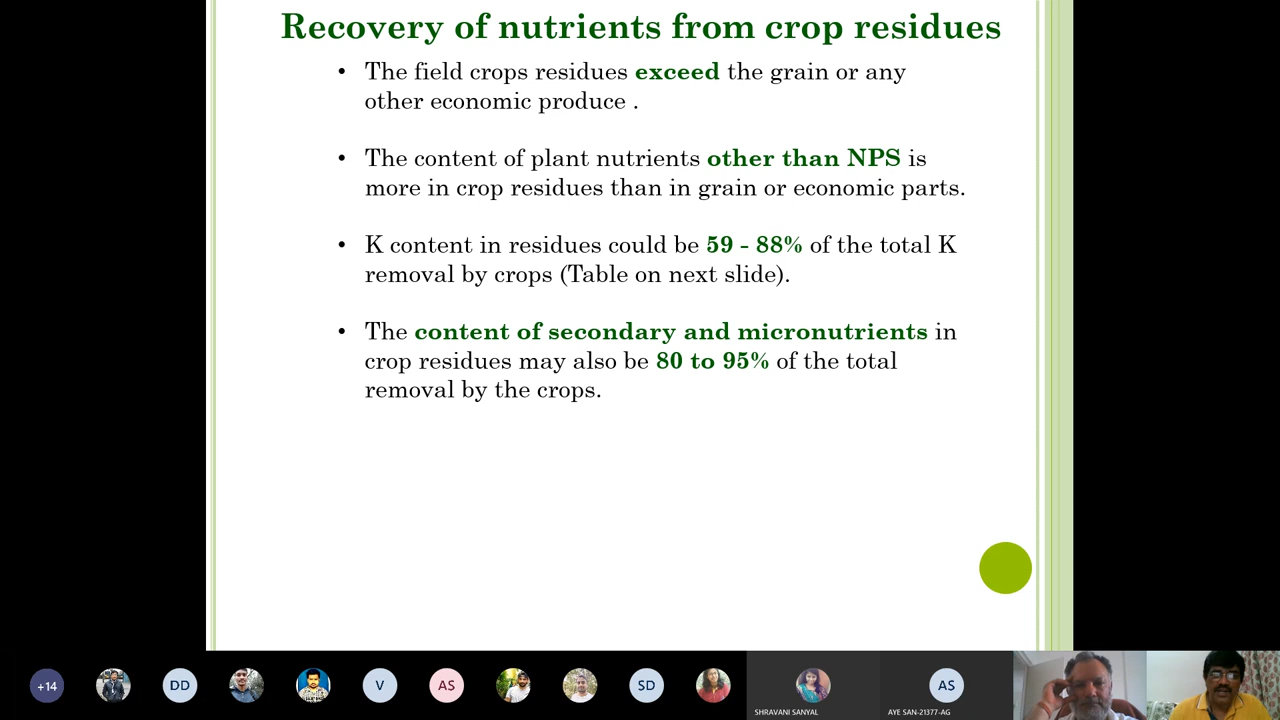 Recovery of nutrients from crop residues
• The field crops residues exceed the grain or any
other economic produce .
• The content of plant nutrients other than NPS is
more in crop residues than in grain or economic parts.
• K content in residues could be 59 - 88% of the total K
removal by crops (Table on next slide).
• The content of secondary and micronutrients in
crop residues may also be 80 to 95% of the total
removal by the crops.
+14
DD
V
AS
SD
AS
SHRAVANI SANYAL
AYE SAN-21377-AG